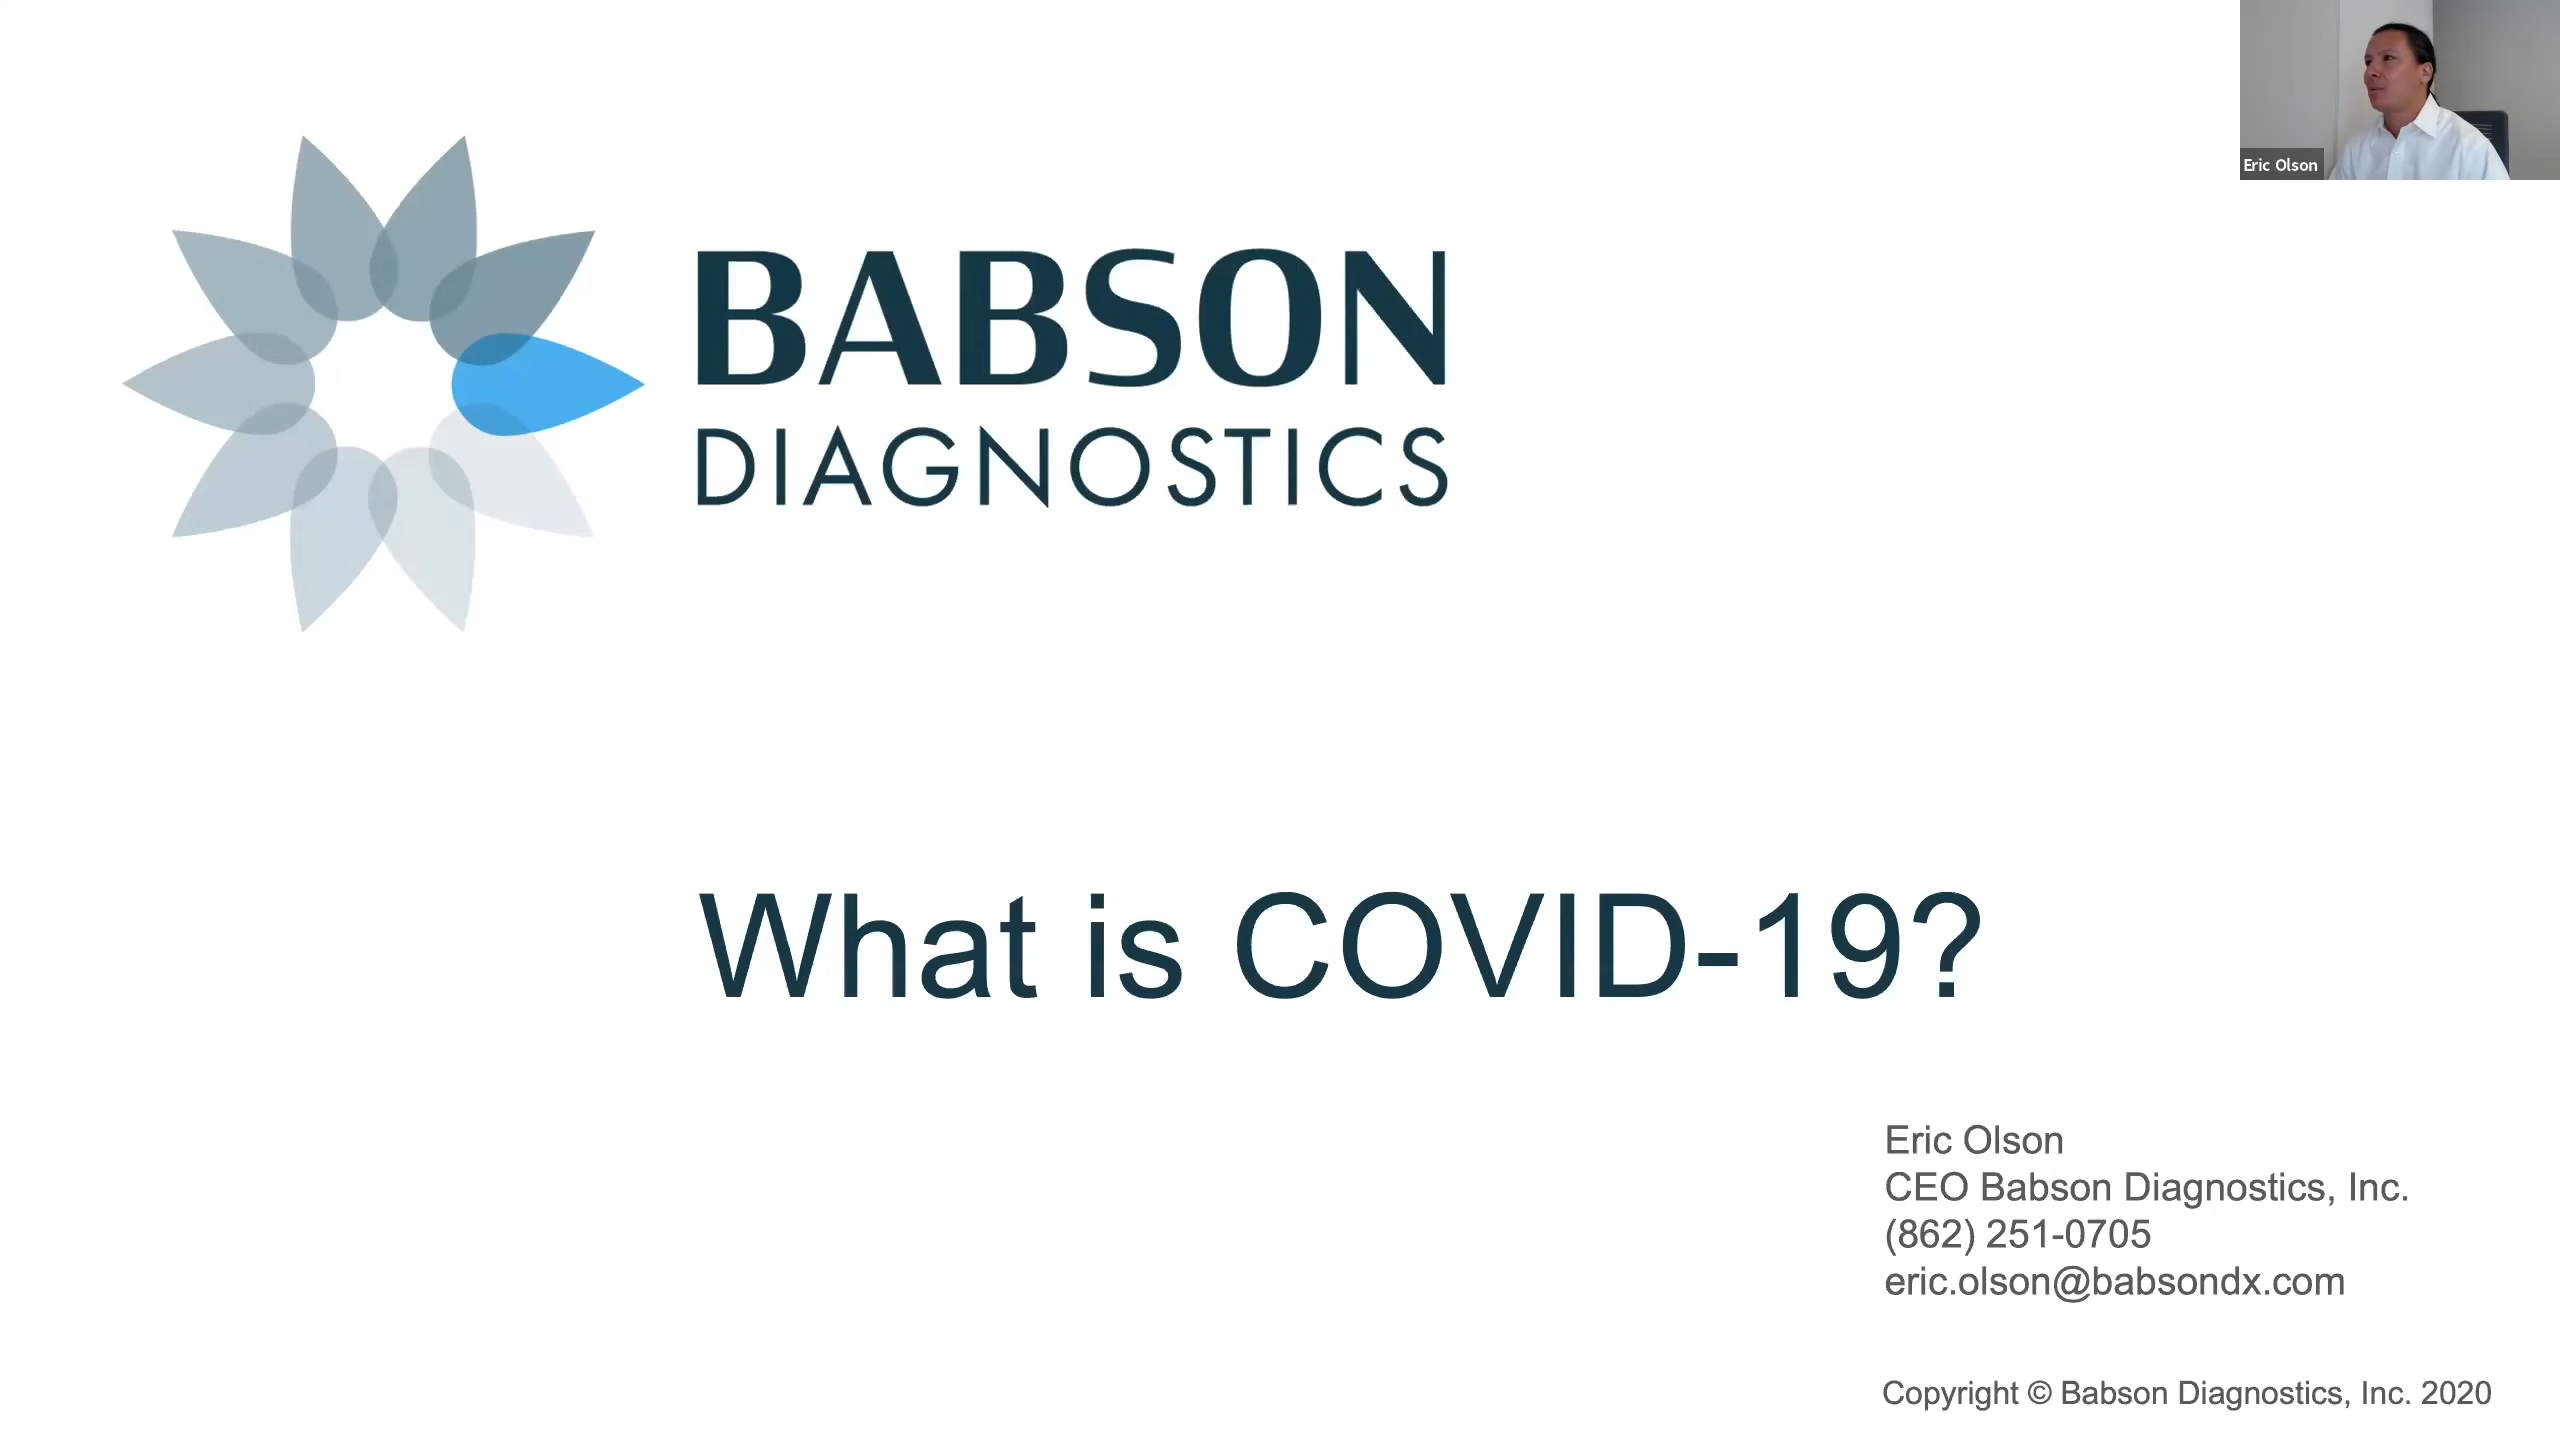 Eric Olson
BABSON
DIAGNOSTICS
What is COVID-19?
Eric Olson
CEO Babson Diagnostics, Inc.
(862) 251-0705
eric.olson@babsondx.com
Copyright © Babson Diagnostics, Inc. 2020